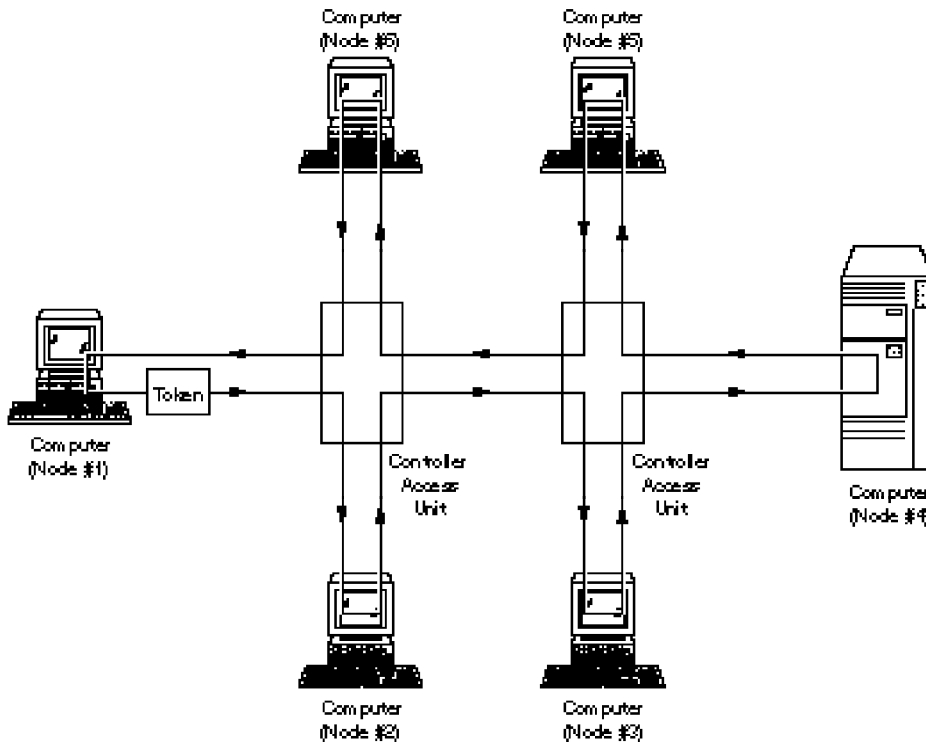 Computer
(Node #6)
Computer
(Node #5)
Token
Computer
(Node #1)
Controller
Access
Unit
Controller
Access
Unit
Computer
(Node #4)
Computer
(Node #2)
Computer
(Node #3)